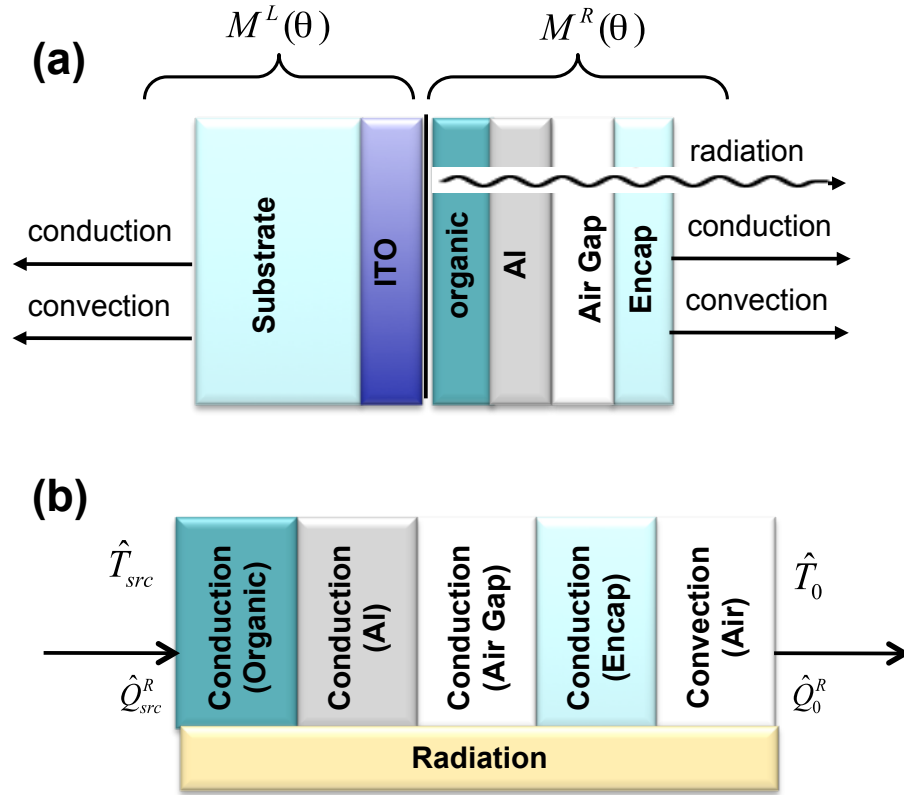 M^L(θ)
M^R(θ)
(a)
radiation
conduction
convection
Substrate
ITO
organic
Al
Air Gap
Encap
conduction
convection
(b)
T̂_src
Q̂^R_src
Conduction
(Organic)
Conduction
(Al)
Conduction
(Air Gap)
Conduction
(Encap)
Convection
(Air)
T̂_0
Q̂^R_0
Radiation